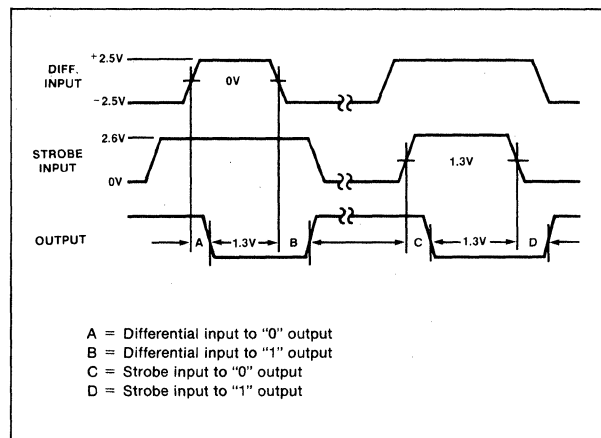 +2.5V
DIFF.
INPUT
0V
−2.5V
2.6V
STROBE
INPUT
1.3V
0V
OUTPUT
A
1.3V
B
C
1.3V
D
A = Differential input to "0" output
B = Differential input to "1" output
C = Strobe input to "0" output
D = Strobe input to "1" output